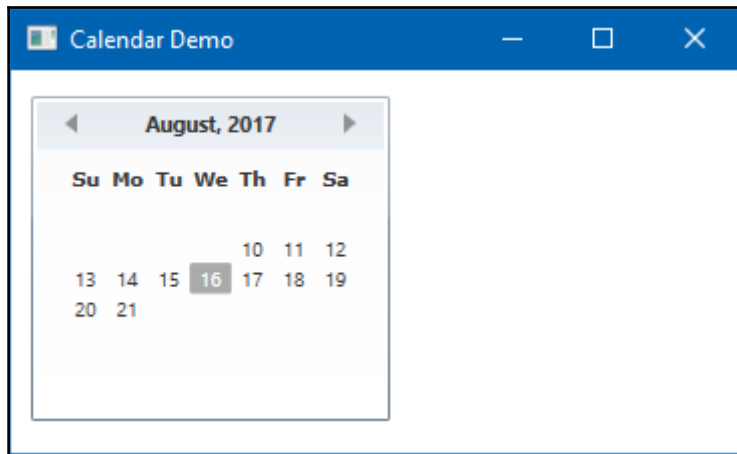 Calendar Demo
August, 2017
Su Mo Tu We Th Fr Sa
10 11 12
13 14 15 16 17 18 19
20 21